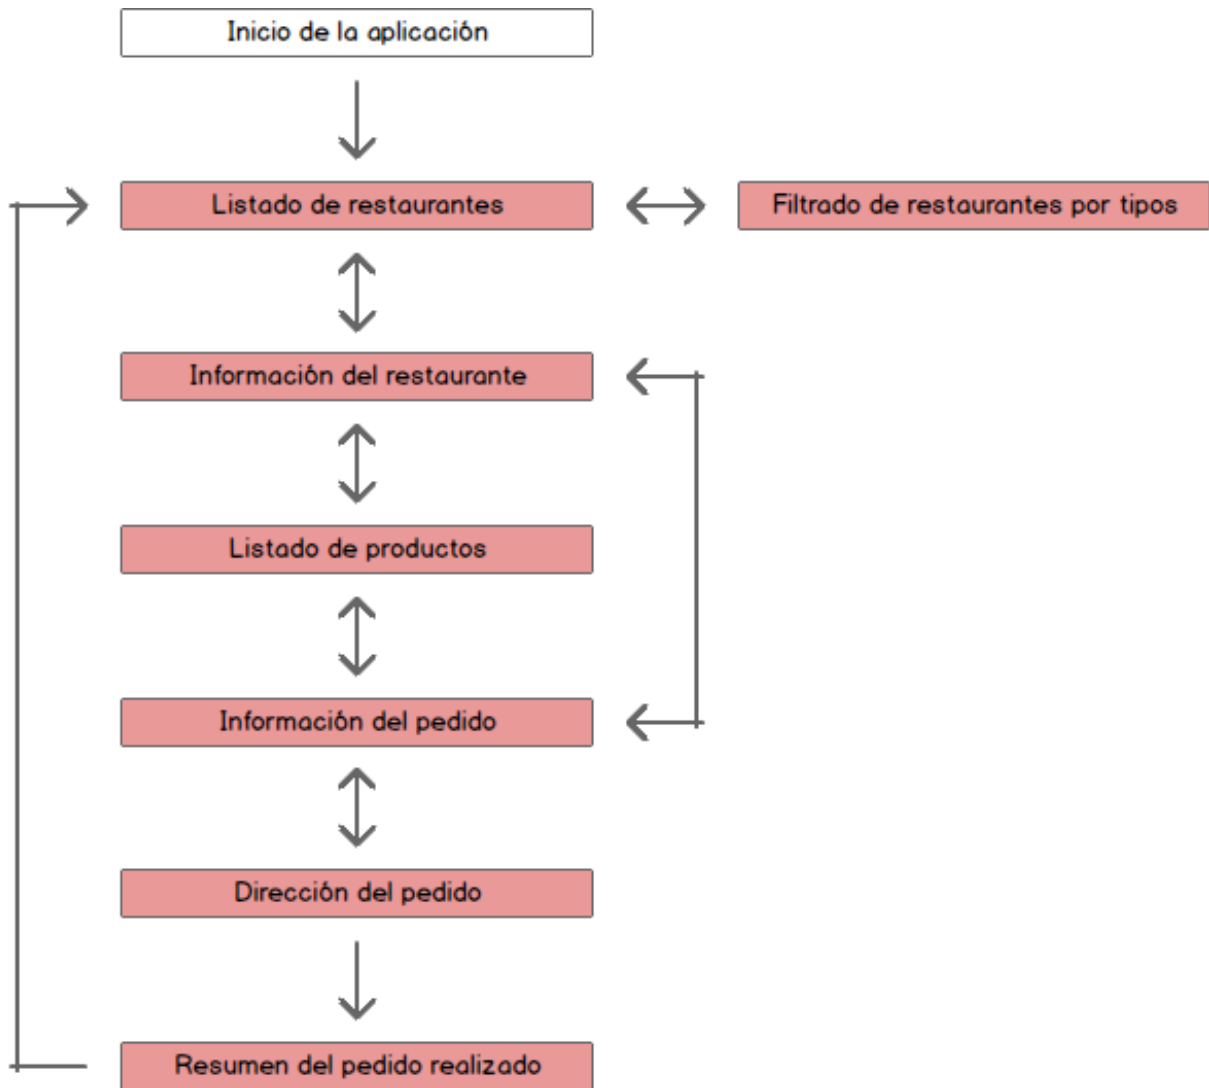 Inicio de la aplicación
Listado de restaurantes
Filtrado de restaurantes por tipos
Información del restaurante
Listado de productos
Información del pedido
Dirección del pedido
Resumen del pedido realizado